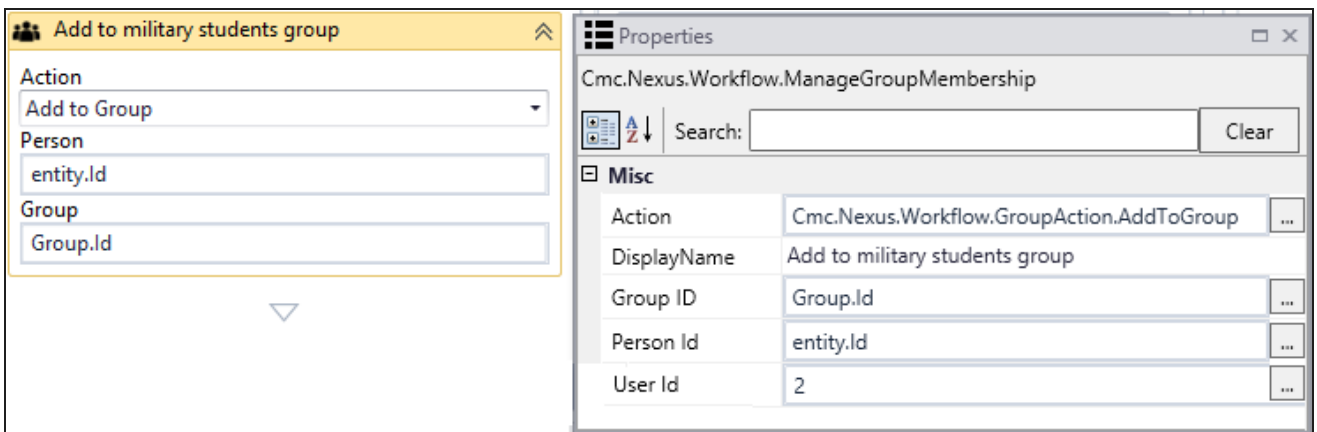 Add to military students group
Action
Add to Group
Person
entity.Id
Group
Group.Id
Properties
Cmc.Nexus.Workflow.ManageGroupMembership
A Z Search: Clear
Misc
Action Cmc.Nexus.Workflow.GroupAction.AddToGroup ...
DisplayName Add to military students group
Group ID Group.Id ...
Person Id entity.Id ...
User Id 2 ...